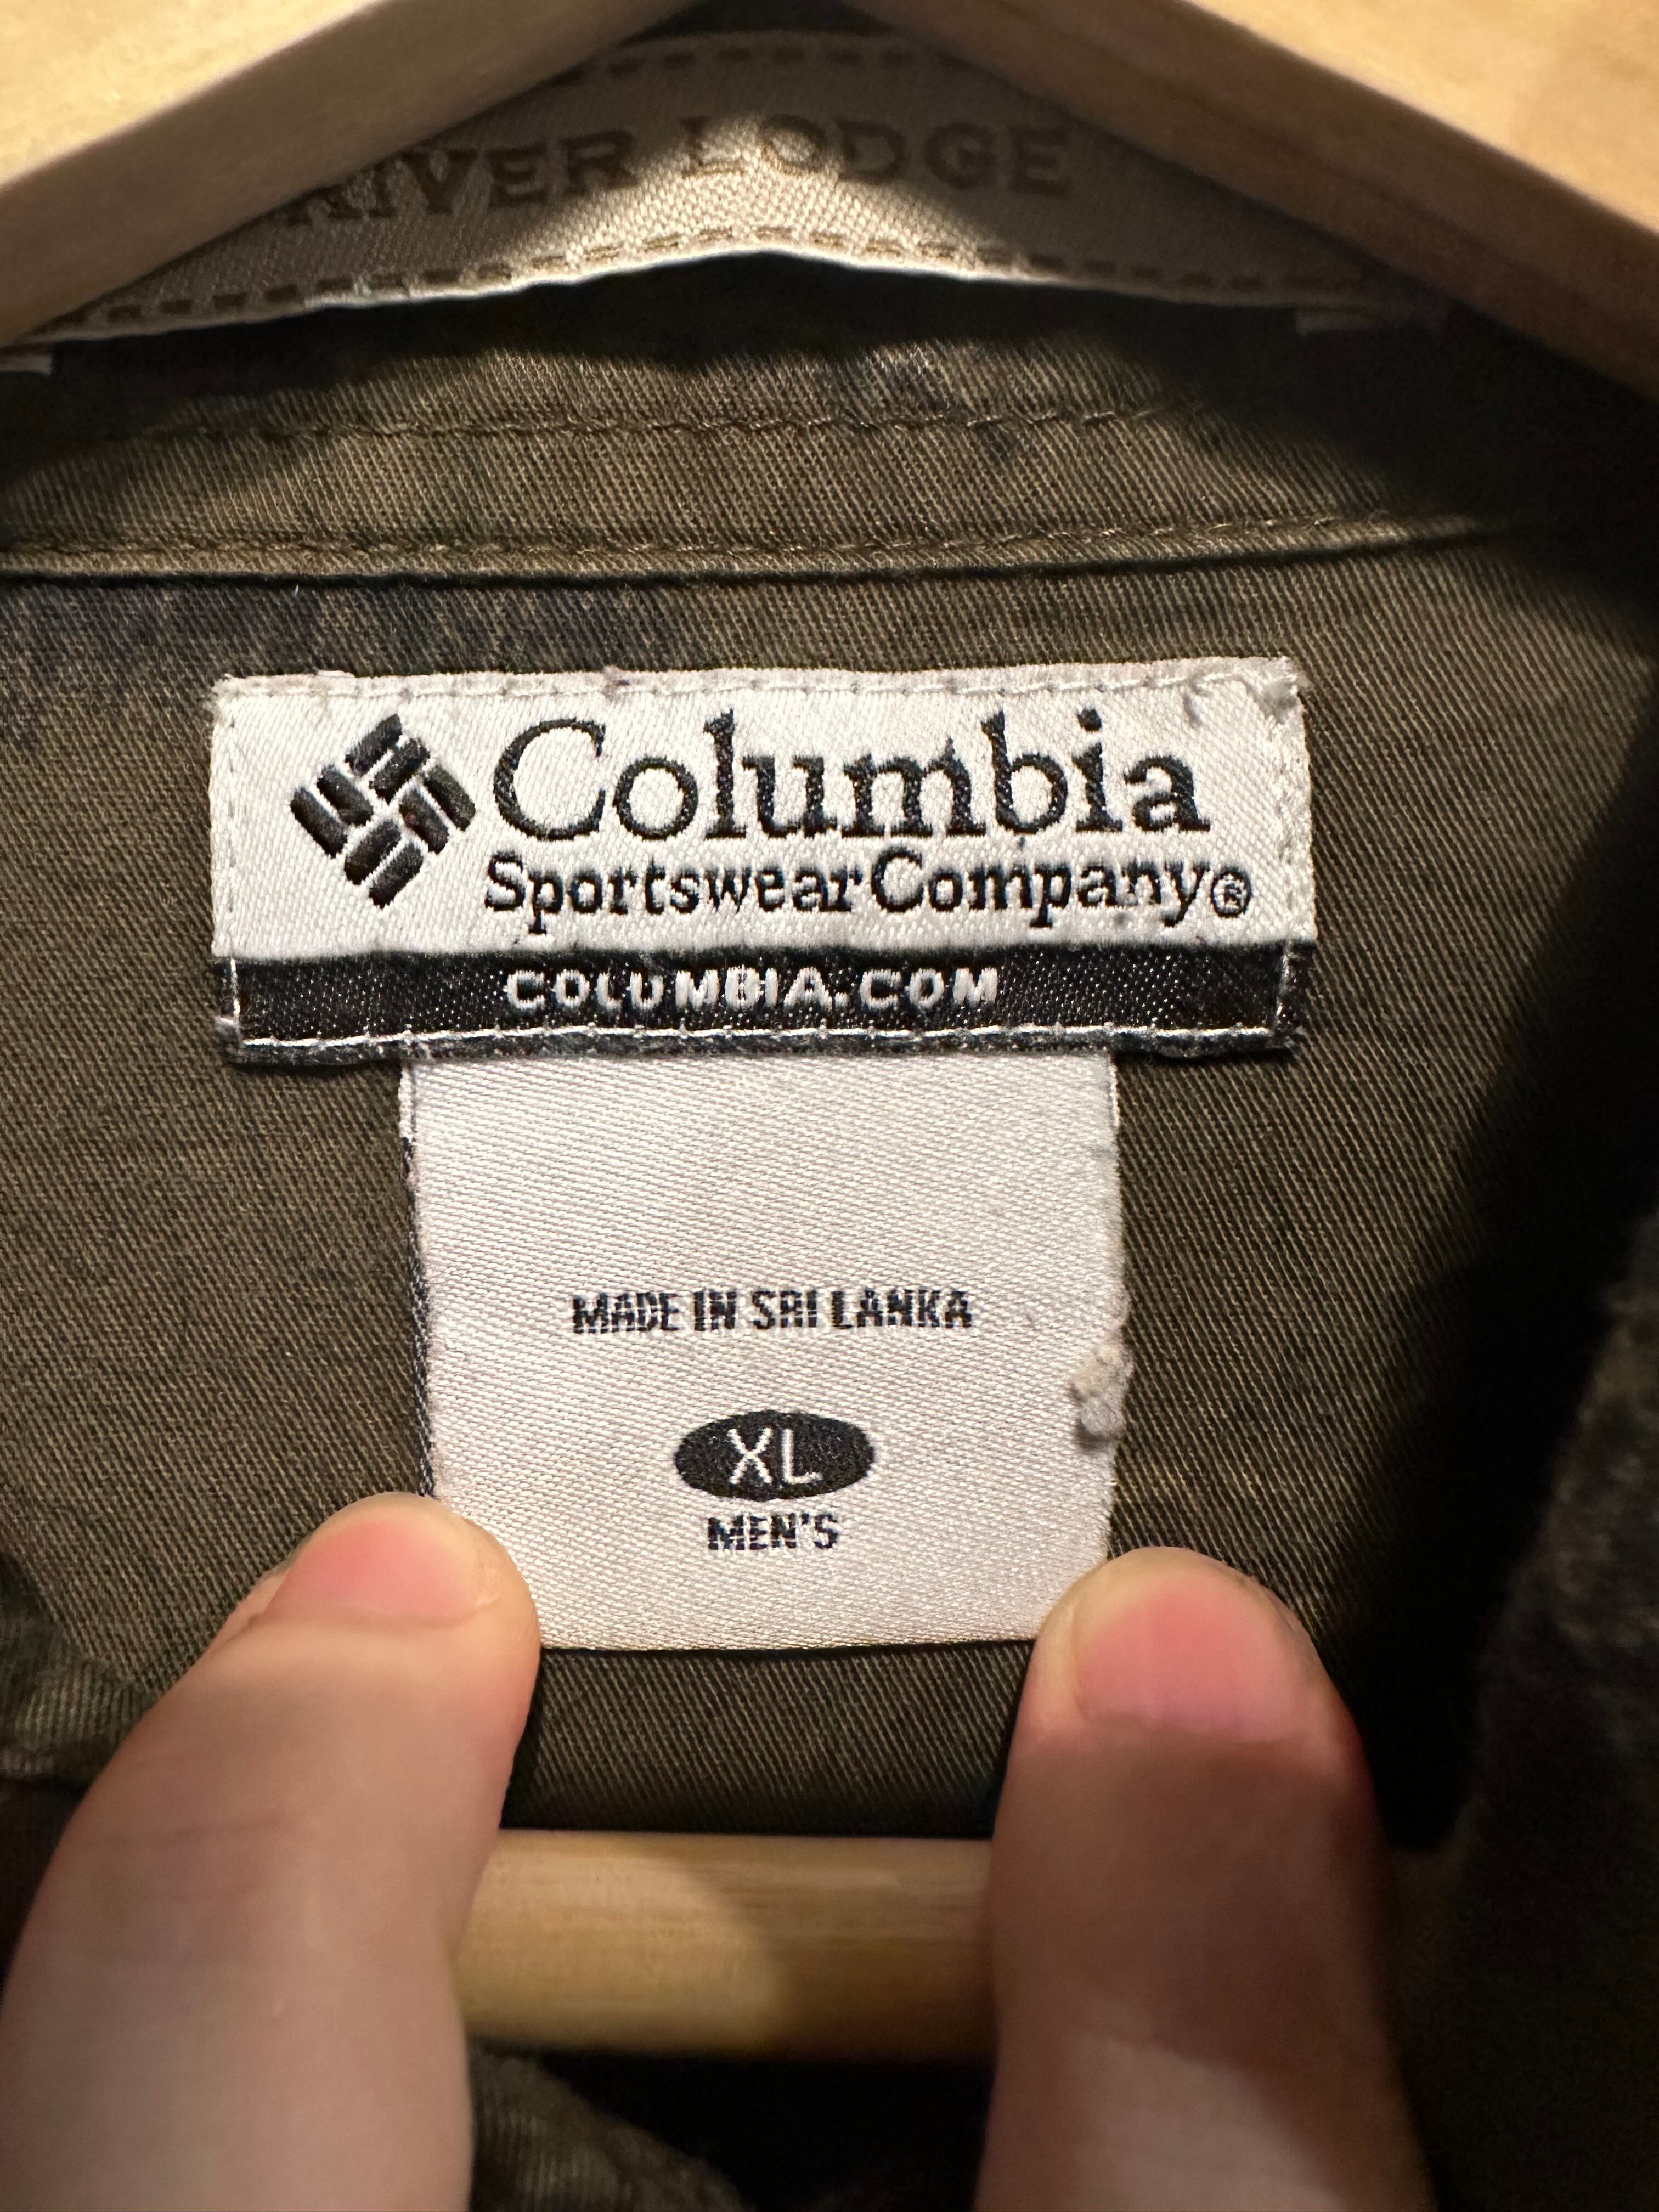 RIVER LODGE
Columbia
Sportswear Company®
COLUMBIA.COM
MADE IN SRI LANKA
XL
MEN'S